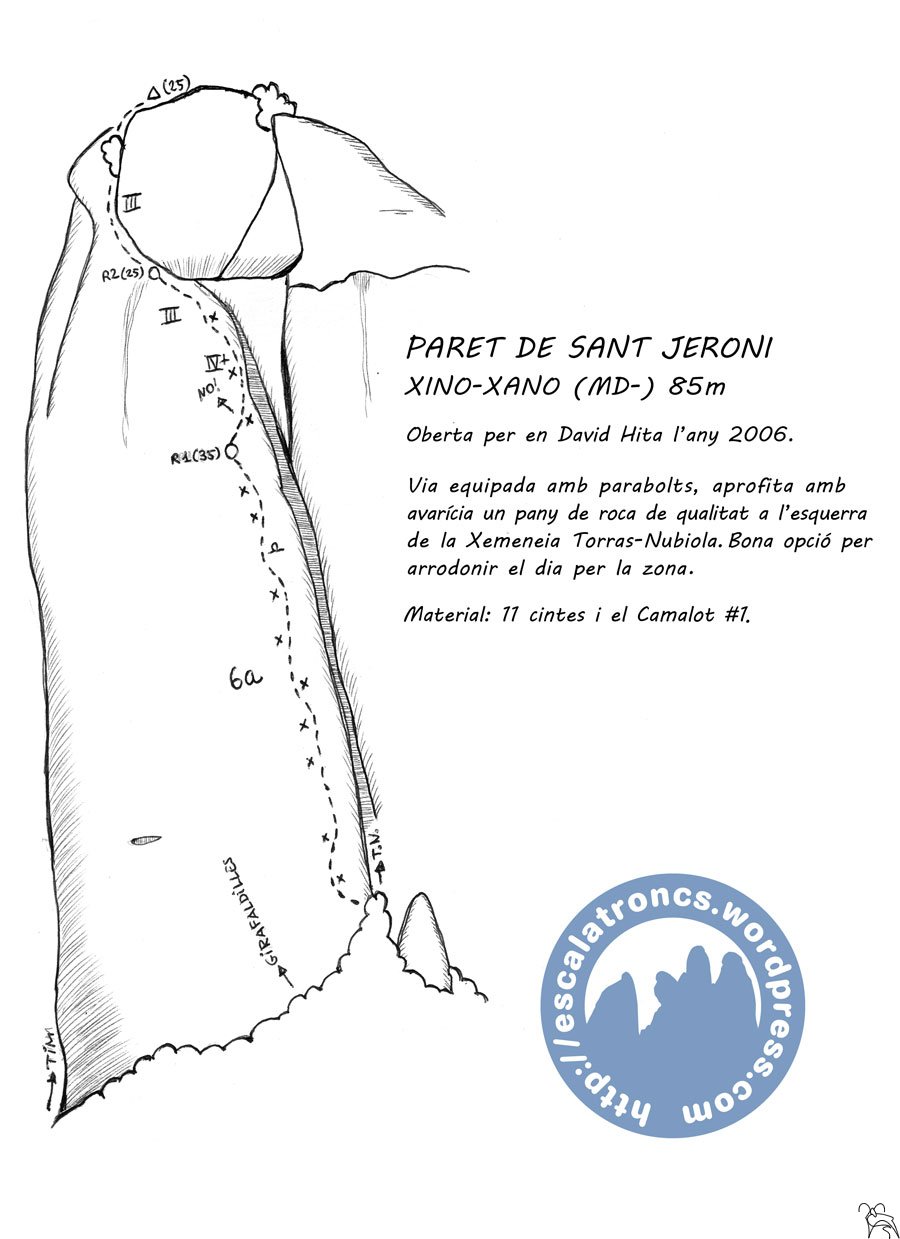 △(25)
III
R2(25)
III
IV+
NO!
R1(35)
P
6a
T.N.
GIRAFALDILLES
TIM
PARET DE SANT JERONI
XINO-XANO (MD-) 85m
Oberta per en David Hita l'any 2006.
Via equipada amb parabolts, aprofita amb
avarícia un pany de roca de qualitat a l'esquerra
de la Xemeneia Torras-Nubiola. Bona opció per
arrodonir el dia per la zona.
Material: 11 cintes i el Camalot #1.
http://escalatroncs.wordpress.com